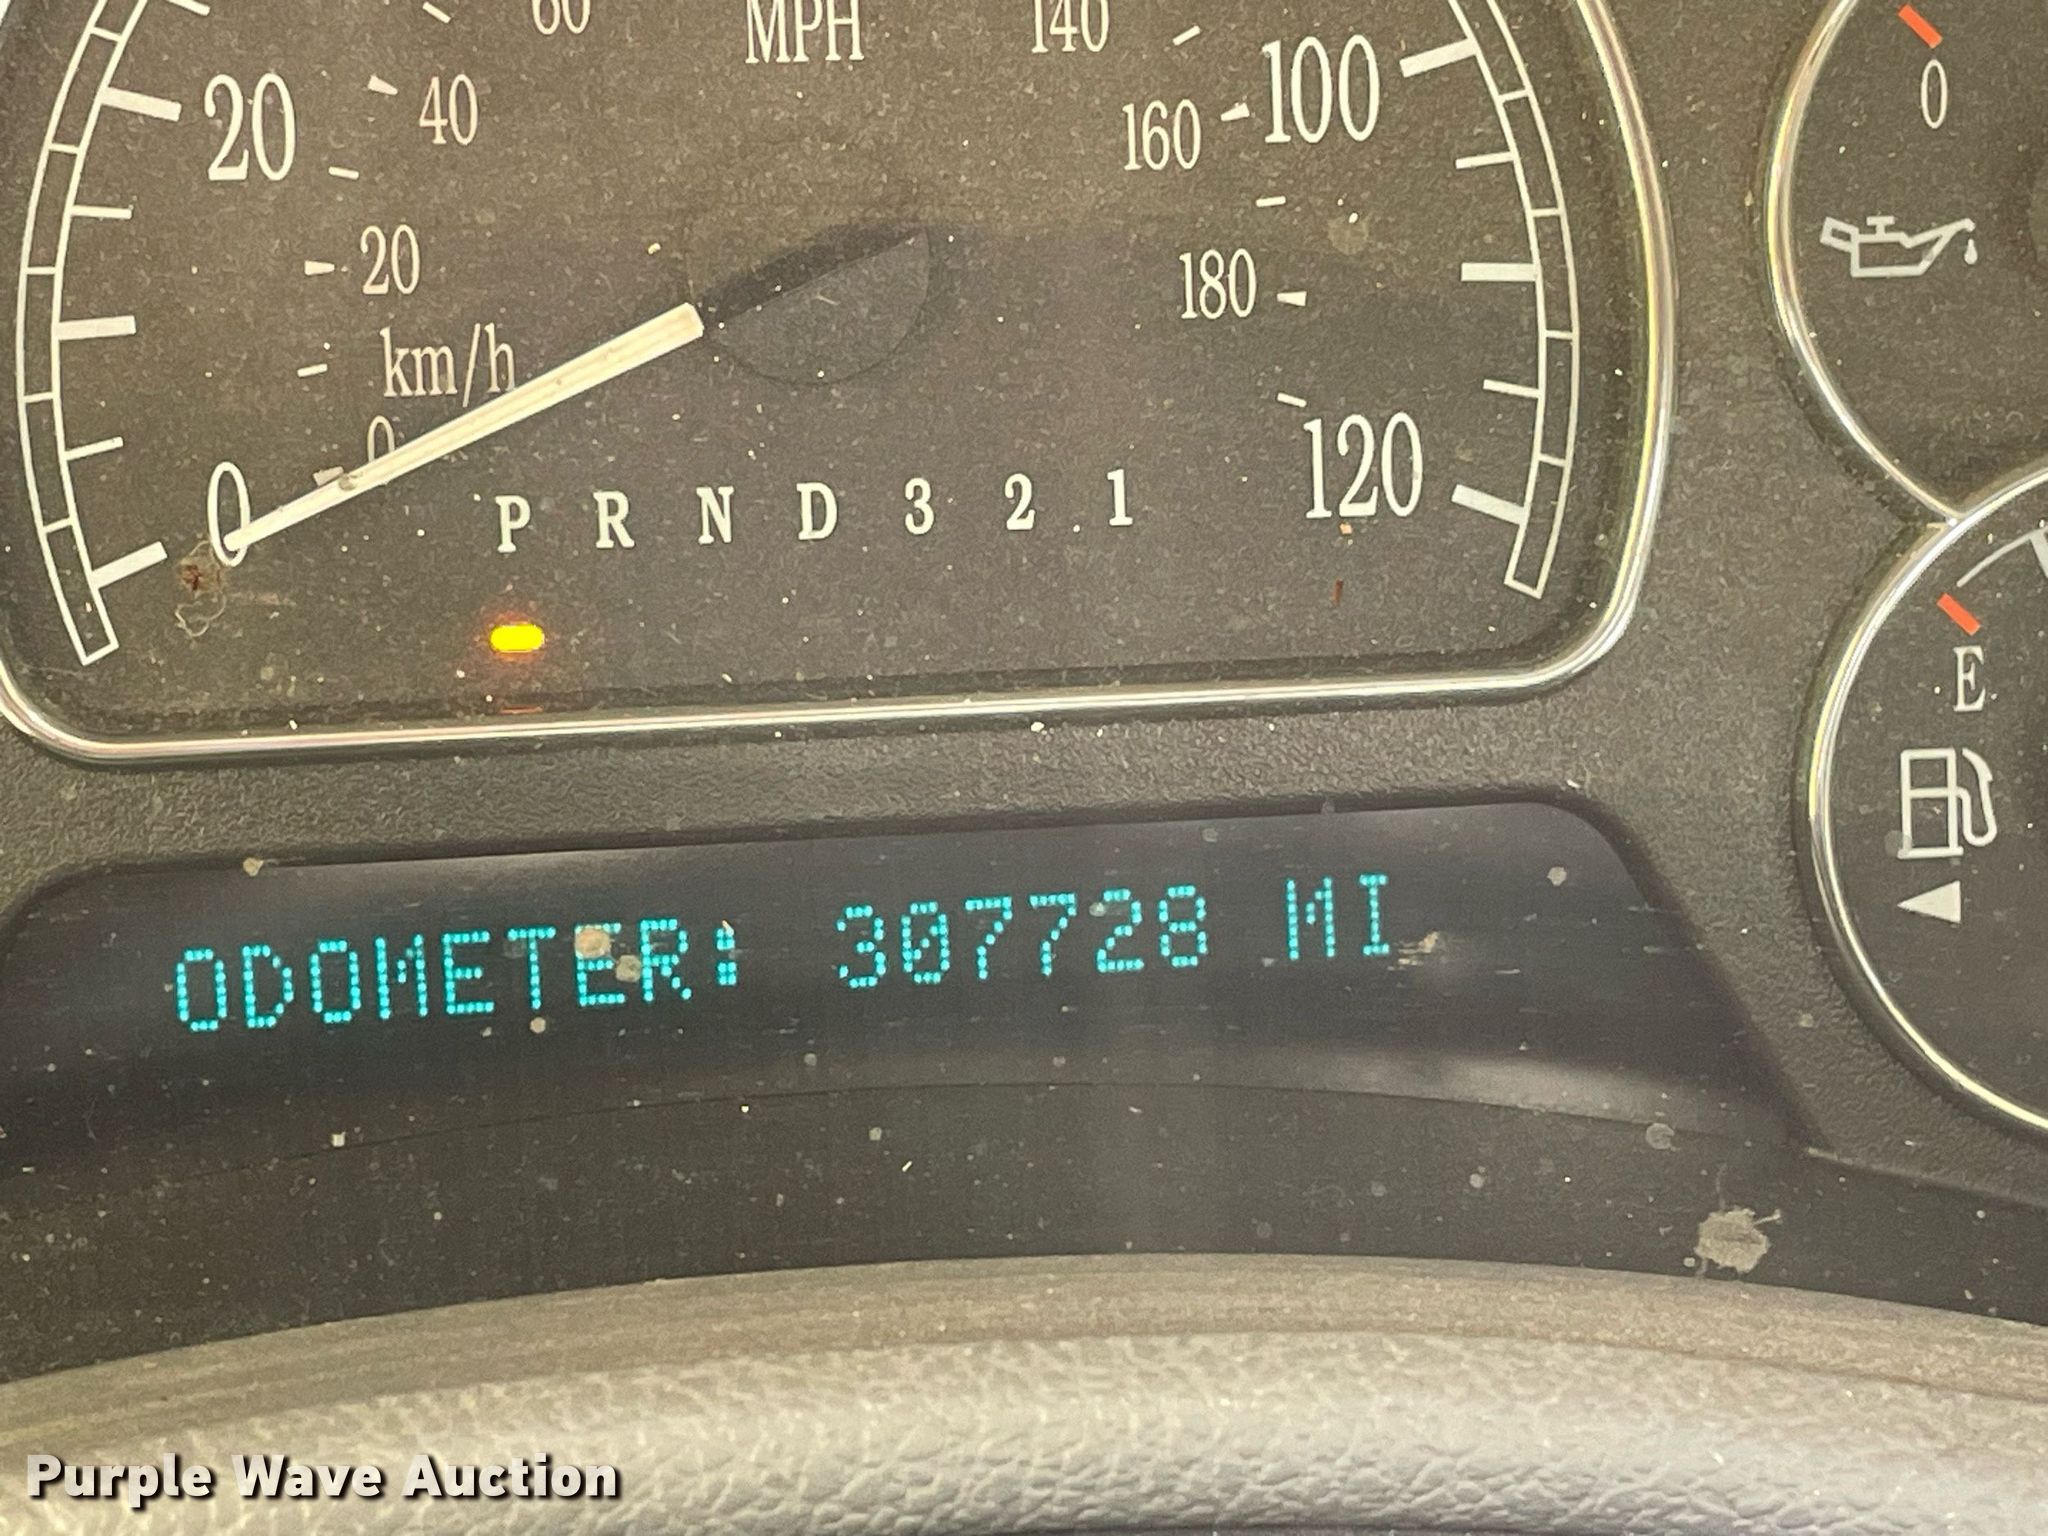 60 MPH 140
20 40 160 100 0
20 180
km/h
0
0 P R N D 3 2 1 120
E
ODOMETER: 307728 MI
Purple Wave Auction